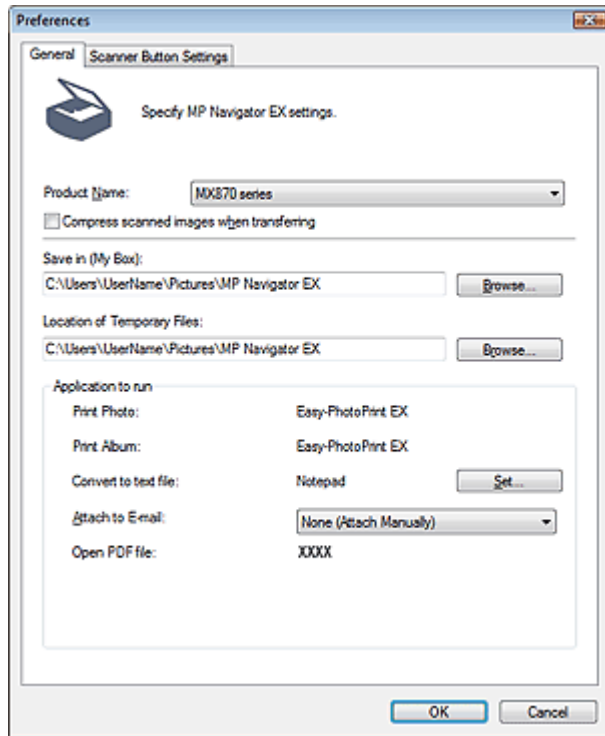 Preferences
General
Scanner Button Settings
Specify MP Navigator EX settings.
Product Name: MX870 series
Compress scanned images when transferring
Save in (My Box):
C:\Users\UserName\Pictures\MP Navigator EX Browse...
Location of Temporary Files:
C:\Users\UserName\Pictures\MP Navigator EX Browse...
Application to run
Print Photo: Easy-PhotoPrint EX
Print Album: Easy-PhotoPrint EX
Convert to text file: Notepad Set...
Attach to E-mail: None (Attach Manually)
Open PDF file: XXXX
OK Cancel